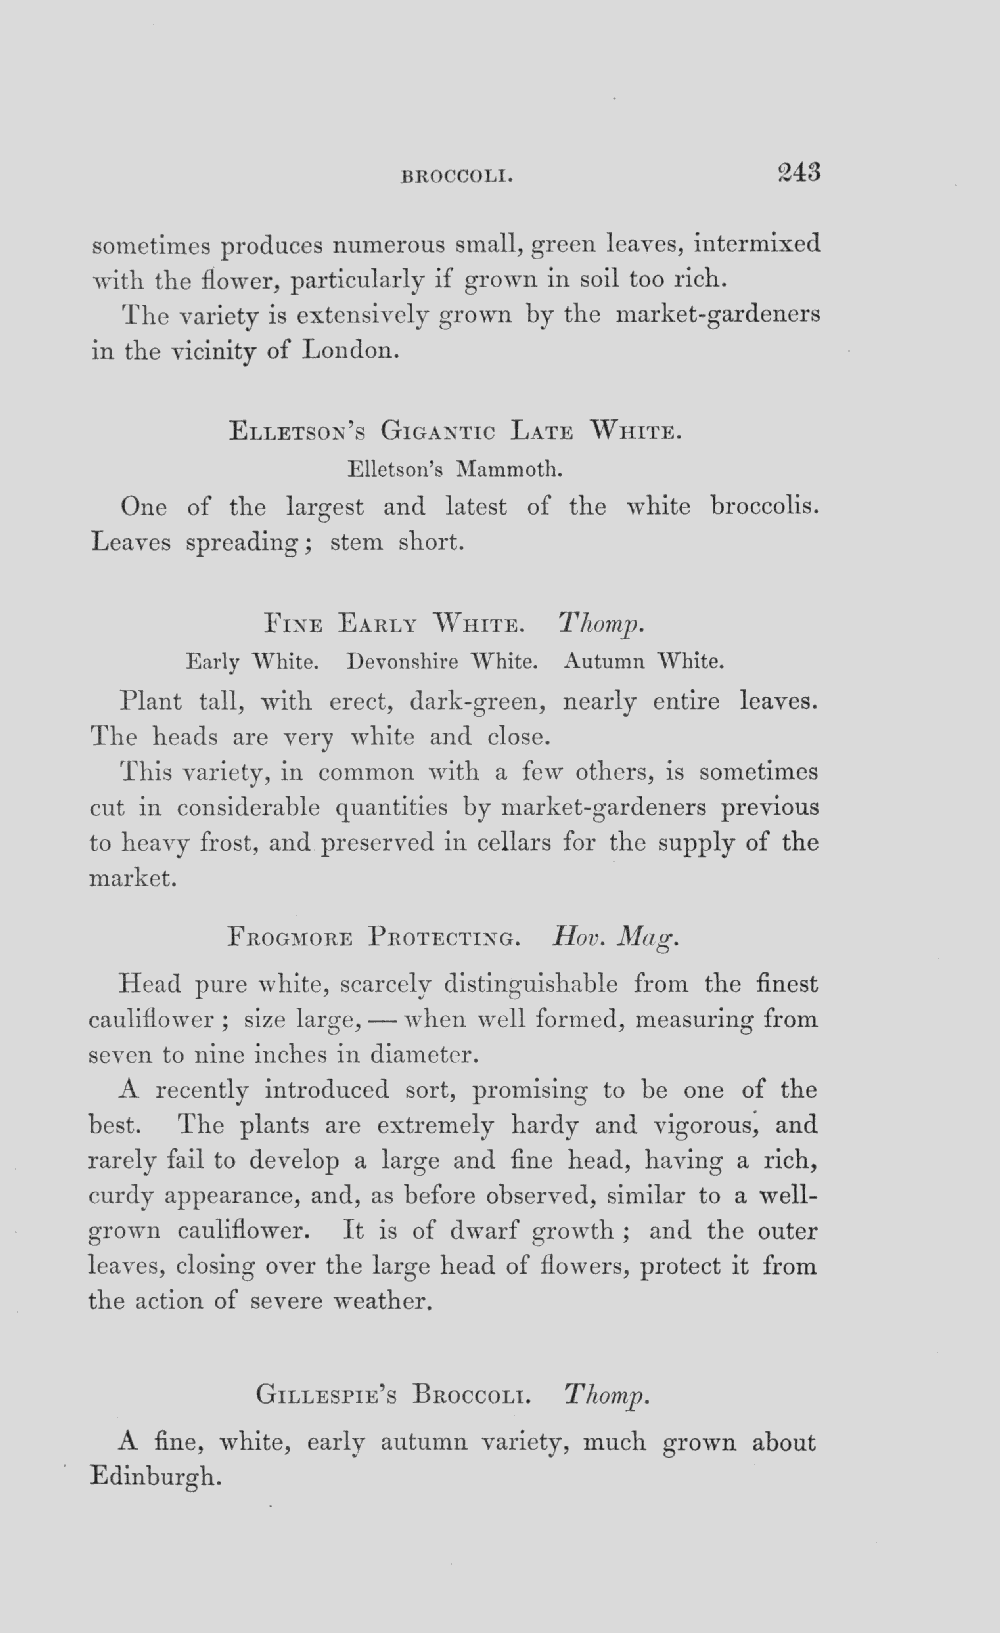 BROCCOLI. 243
sometimes produces numerous small, green leaves, intermixed
with the flower, particularly if grown in soil too rich.
The variety is extensively grown by the market-gardeners
in the vicinity of London.
Elletson's Gigantic Late White.
Elletson's Mammoth.
One of the largest and latest of the white broccolis.
Leaves spreading; stem short.
Fine Early White. Thomp.
Early White. Devonshire White. Autumn White.
Plant tall, with erect, dark-green, nearly entire leaves.
The heads are very white and close.
This variety, in common with a few others, is sometimes
cut in considerable quantities by market-gardeners previous
to heavy frost, and preserved in cellars for the supply of the
market.
Frogmore Protecting. Hov. Mag.
Head pure white, scarcely distinguishable from the finest
cauliflower; size large, — when well formed, measuring from
seven to nine inches in diameter.
A recently introduced sort, promising to be one of the
best. The plants are extremely hardy and vigorous, and
rarely fail to develop a large and fine head, having a rich,
curdy appearance, and, as before observed, similar to a well-
grown cauliflower. It is of dwarf growth; and the outer
leaves, closing over the large head of flowers, protect it from
the action of severe weather.
Gillespie's Broccoli. Thomp.
A fine, white, early autumn variety, much grown about
Edinburgh.